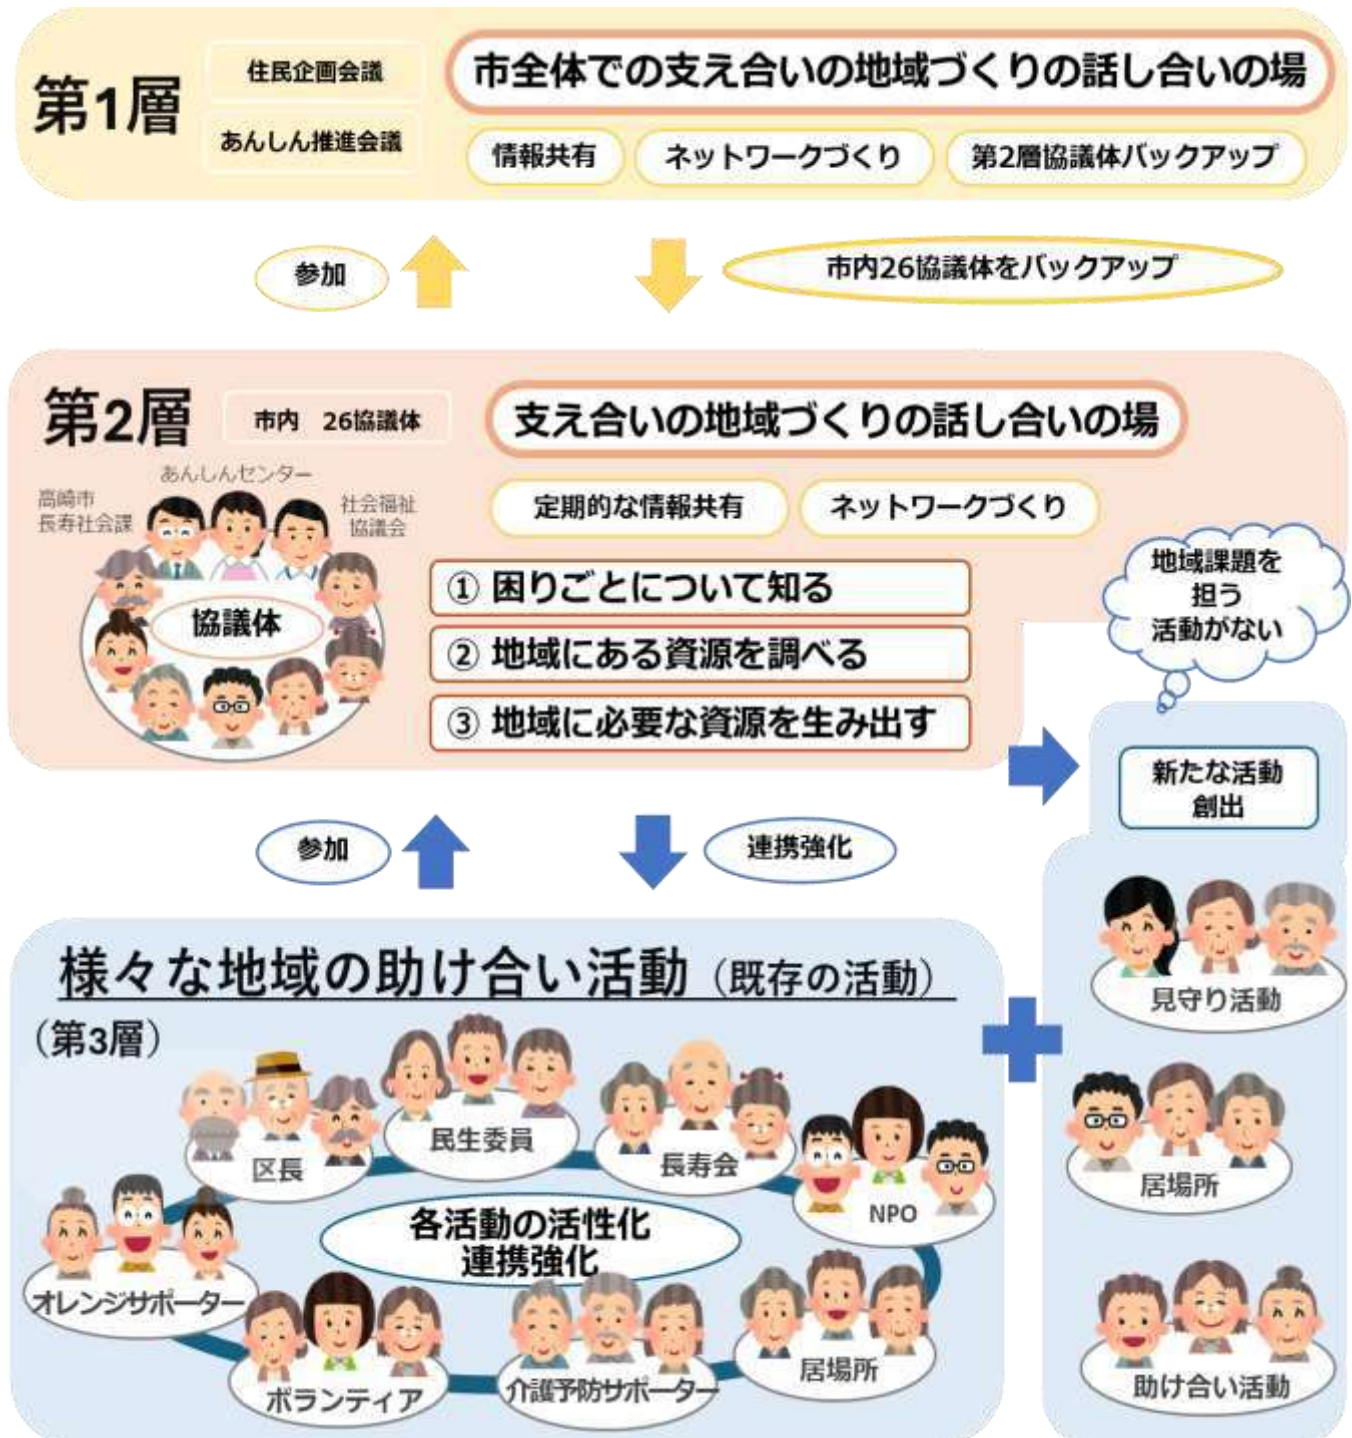 第1層
住民企画会議
あんしん推進会議
市全体での支え合いの地域づくりの話し合いの場
情報共有
ネットワークづくり
第2層協議体バックアップ
参加
市内26協議体をバックアップ
第2層
市内 26協議体
支え合いの地域づくりの話し合いの場
定期的な情報共有
ネットワークづくり
あんしんセンター
高崎市
長寿社会課
社会福祉
協議会
協議体
① 困りごとについて知る
② 地域にある資源を調べる
③ 地域に必要な資源を生み出す
地域課題を
担う
活動がない
新たな活動
創出
参加
連携強化
様々な地域の助け合い活動（既存の活動）
（第3層）
区長
民生委員
長寿会
NPO
オレンジサポーター
各活動の活性化
連携強化
ボランティア
介護予防サポーター
居場所
見守り活動
居場所
助け合い活動